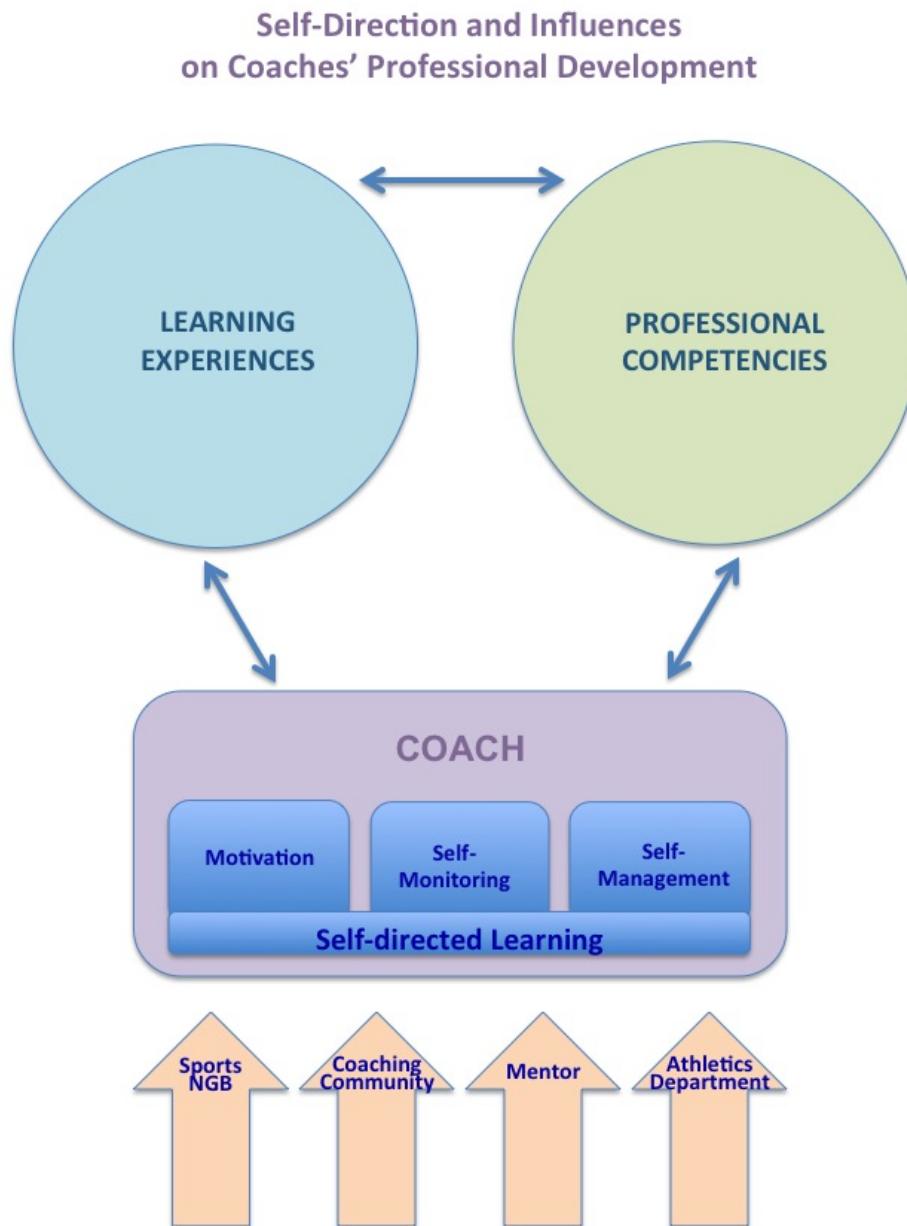 Self-Direction and Influences
on Coaches’ Professional Development
LEARNING
EXPERIENCES
PROFESSIONAL
COMPETENCIES
COACH
Motivation
Self-
Monitoring
Self-
Management
Self-directed Learning
Sports
NGB
Coaching
Community
Mentor
Athletics
Department